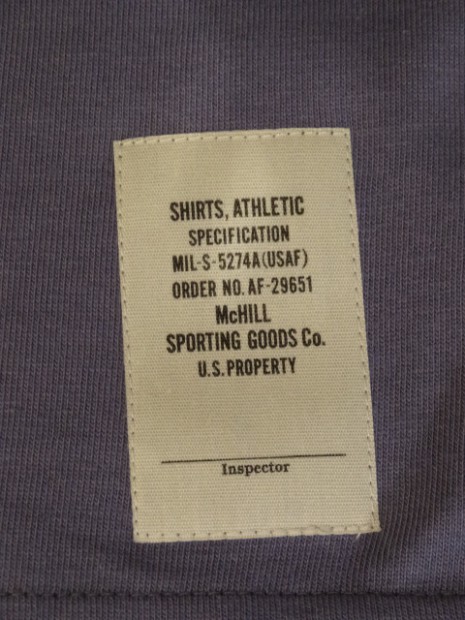 SHIRTS, ATHLETIC
SPECIFICATION
MIL-S-5274A(USAF)
ORDER NO. AF-29651
McHILL
SPORTING GOODS Co.
U.S. PROPERTY
Inspector